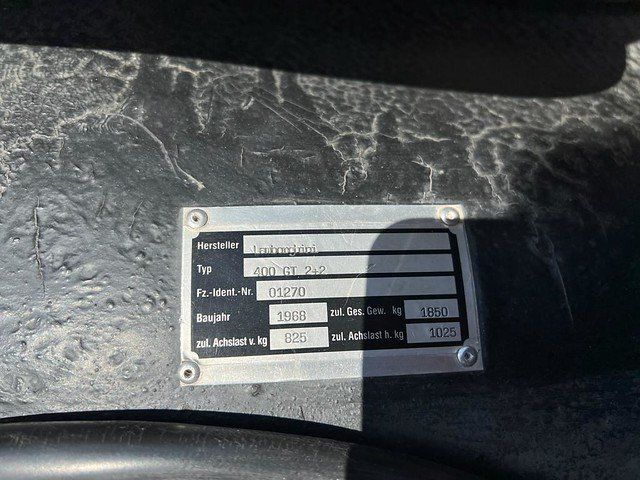 Hersteller Lamborghini
Typ 400 GT 2+2
Fz.-Ident.-Nr. 01270
Baujahr 1968 zul. Ges. Gew. kg 1850
zul. Achslast v. kg 825 zul. Achslast h. kg 1025